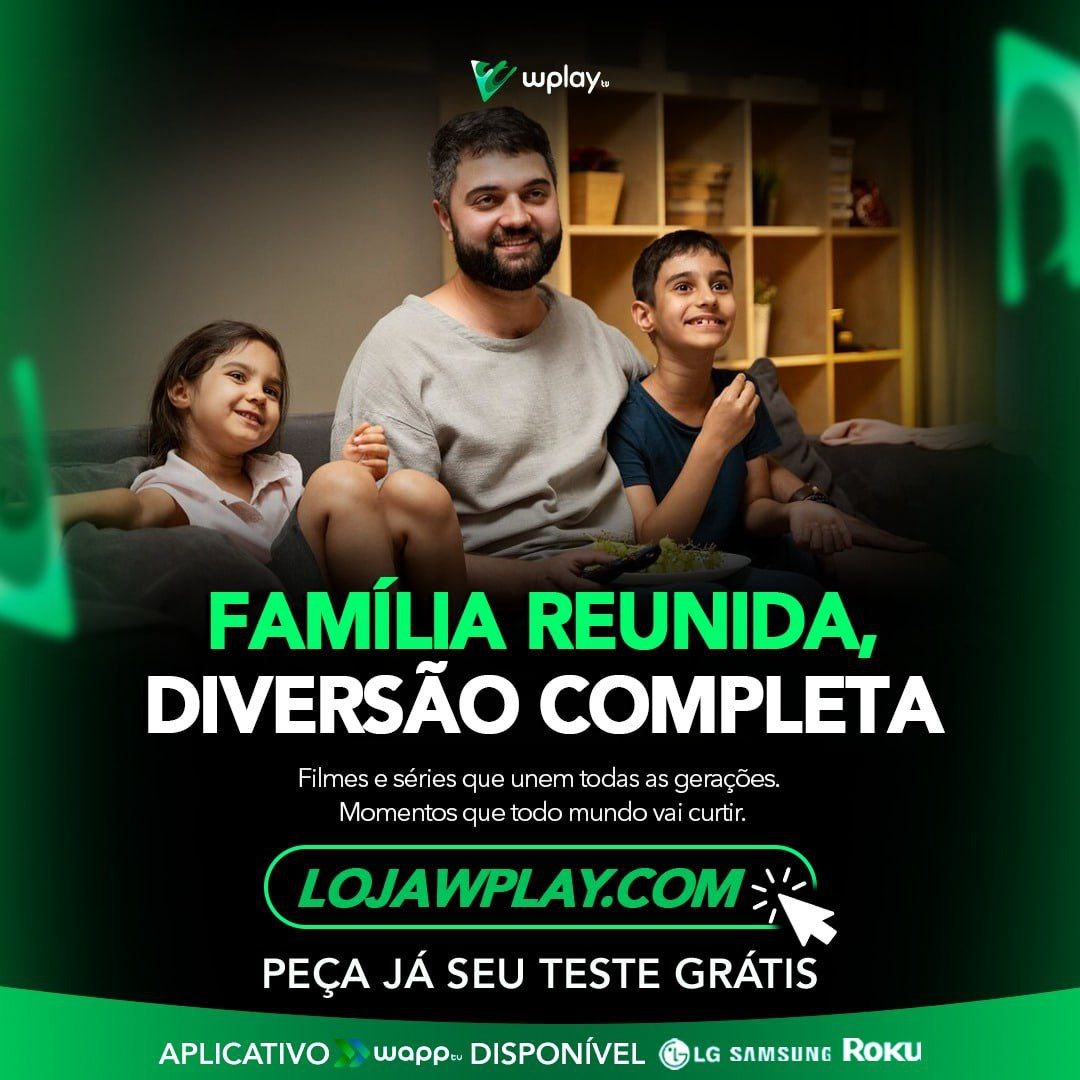 wplay tv
FAMÍLIA REUNIDA,
DIVERSÃO COMPLETA
Filmes e séries que unem todas as gerações.
Momentos que todo mundo vai curtir.
LOJAWPLAY.COM
PEÇA JÁ SEU TESTE GRÁTIS
APLICATIVO wapp tv DISPONÍVEL LG SAMSUNG ROKU